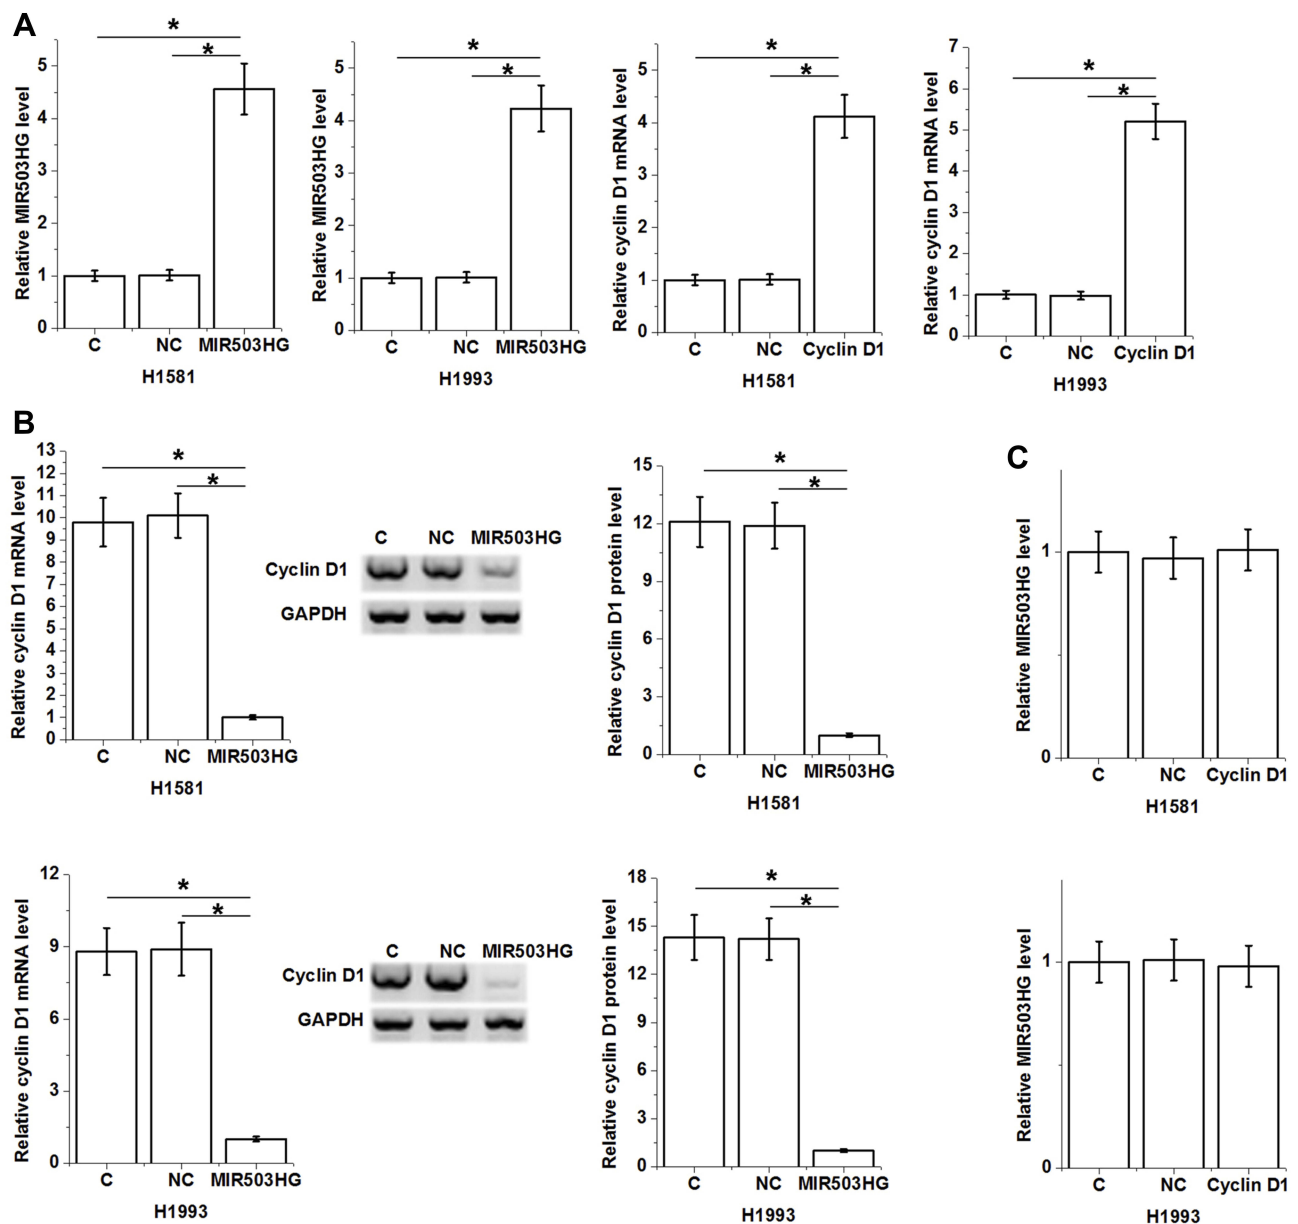 A
Relative MIR503HG level
5
4
3
2
1
0
*
*
C NC MIR503HG
H1581
Relative MIR503HG level
5
4
3
2
1
0
*
*
C NC MIR503HG
H1993
Relative cyclin D1 mRNA level
5
4
3
2
1
0
*
*
C NC Cyclin D1
H1581
Relative cyclin D1 mRNA level
7
6
5
4
3
2
1
0
*
*
C NC Cyclin D1
H1993
B
Relative cyclin D1 mRNA level
13
12
11
10
9
8
7
6
5
4
3
2
1
0
*
*
C NC MIR503HG
H1581
C NC MIR503HG
Cyclin D1
GAPDH
Relative cyclin D1 protein level
15
12
9
6
3
0
*
*
C NC MIR503HG
H1581
C
Relative MIR503HG level
1
0
C NC Cyclin D1
H1581
Relative cyclin D1 mRNA level
12
9
6
3
0
*
*
C NC MIR503HG
H1993
C NC MIR503HG
Cyclin D1
GAPDH
Relative cyclin D1 protein level
18
15
12
9
6
3
0
*
*
C NC MIR503HG
H1993
Relative MIR503HG level
1
0
C NC Cyclin D1
H1993